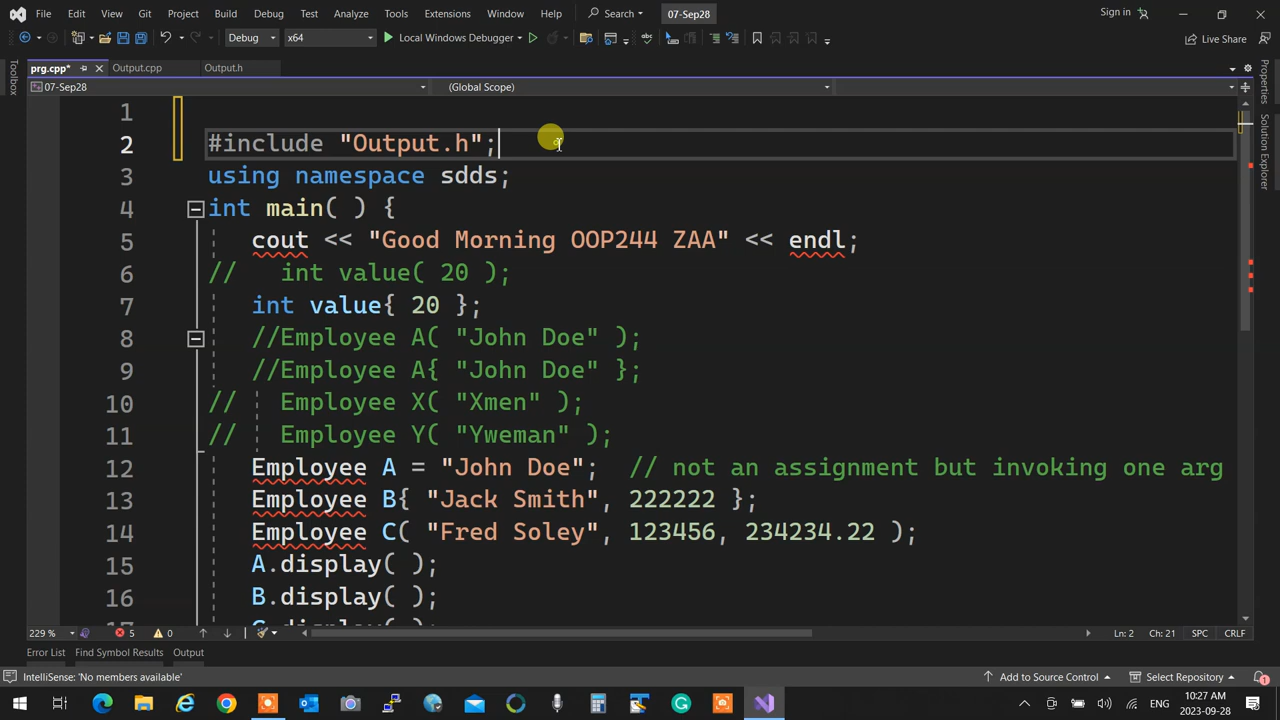 File Edit View Git Project Build Debug Test Analyze Tools Extensions Window Help Search 07-Sep28 Sign in
Debug x64 Local Windows Debugger Live Share
prg.cpp* Output.cpp Output.h
07-Sep28 (Global Scope)
Toolbox
Properties
Solution Explorer
1
2 #include "Output.h";
3 using namespace sdds;
4 int main( ) {
5 cout << "Good Morning OOP244 ZAA" << endl;
6 // int value( 20 );
7 int value{ 20 };
8 //Employee A( "John Doe" );
9 //Employee A{ "John Doe" };
10 // Employee X( "Xmen" );
11 // Employee Y( "Yweman" );
12 Employee A = "John Doe"; // not an assignment but invoking one arg
13 Employee B{ "Jack Smith", 222222 };
14 Employee C( "Fred Soley", 123456, 234234.22 );
15 A.display( );
16 B.display( );
17 C.display( );
229 % 5 0 Ln: 2 Ch: 21 SPC CRLF
Error List Find Symbol Results Output
IntelliSense: 'No members available' Add to Source Control Select Repository 1
ENG 10:27 AM 2023-09-28